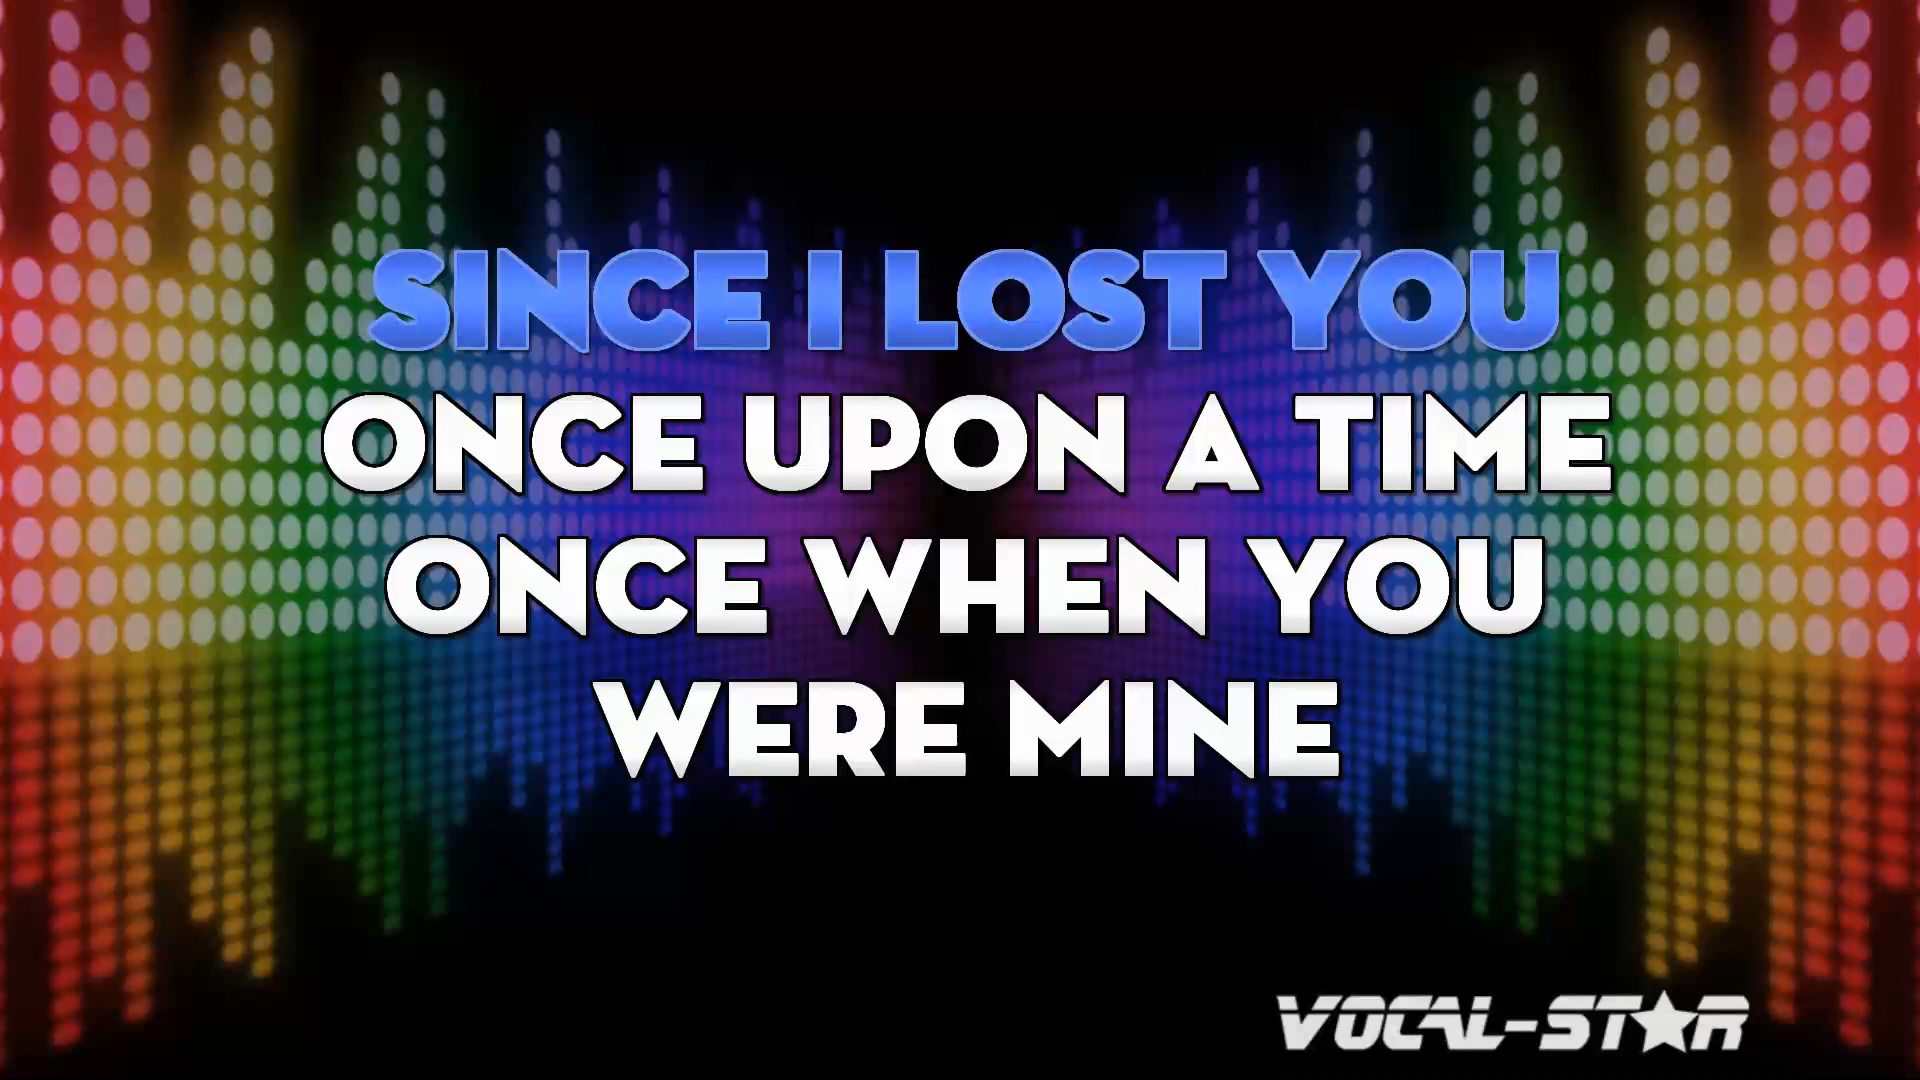 SINCE I LOST YOU
ONCE UPON A TIME
ONCE WHEN YOU
WERE MINE
VOCAL-STAR